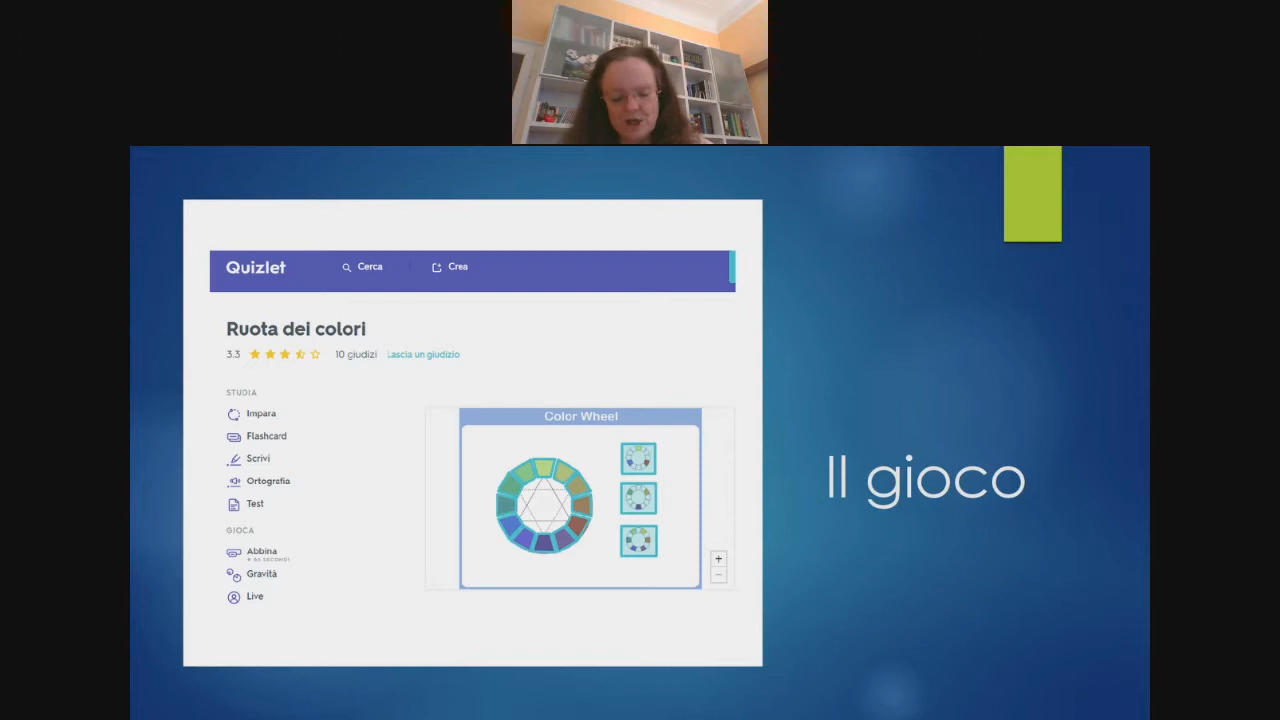 Quizlet
Cerca
Crea
Ruota dei colori
3.3
10 giudizi
Lascia un giudizio
STUDIA
Impara
Flashcard
Scrivi
Ortografia
Test
GIOCA
Abbina
Gravità
Live
Color Wheel
+
−
Il gioco